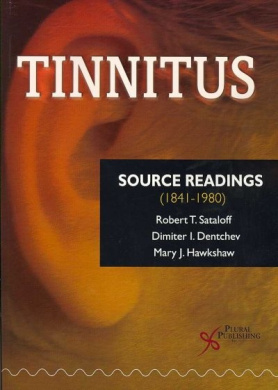 TINNITUS
SOURCE READINGS
(1841-1980)
Robert T. Sataloff
Dimiter I. Dentchev
Mary J. Hawkshaw
PLURAL
PUBLISHING